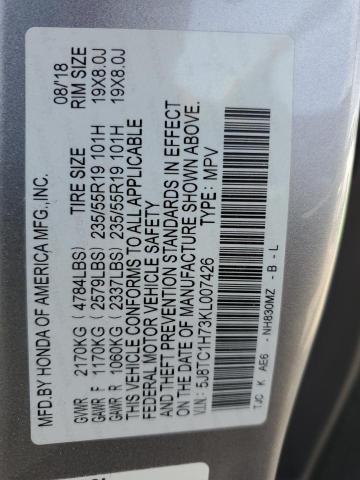 MFD.BY HONDA OF AMERICA MFG.,INC. 08/'18
TIRE SIZE RIM SIZE
GVWR 2170KG (4784LBS)
GAWR F 1170KG (2579LBS) 235/55R19 101H 19X8.0J
GAWR R 1060KG (2337LBS) 235/55R19 101H 19X8.0J
THIS VEHICLE CONFORMS TO ALL APPLICABLE
FEDERAL MOTOR VEHICLE SAFETY
AND THEFT PREVENTION STANDARDS IN EFFECT
ON THE DATE OF MANUFACTURE SHOWN ABOVE.
V.I.N.: 5J8TC1H73KL007426 TYPE: MPV
TJC K AE6 - NH830MZ - B - L